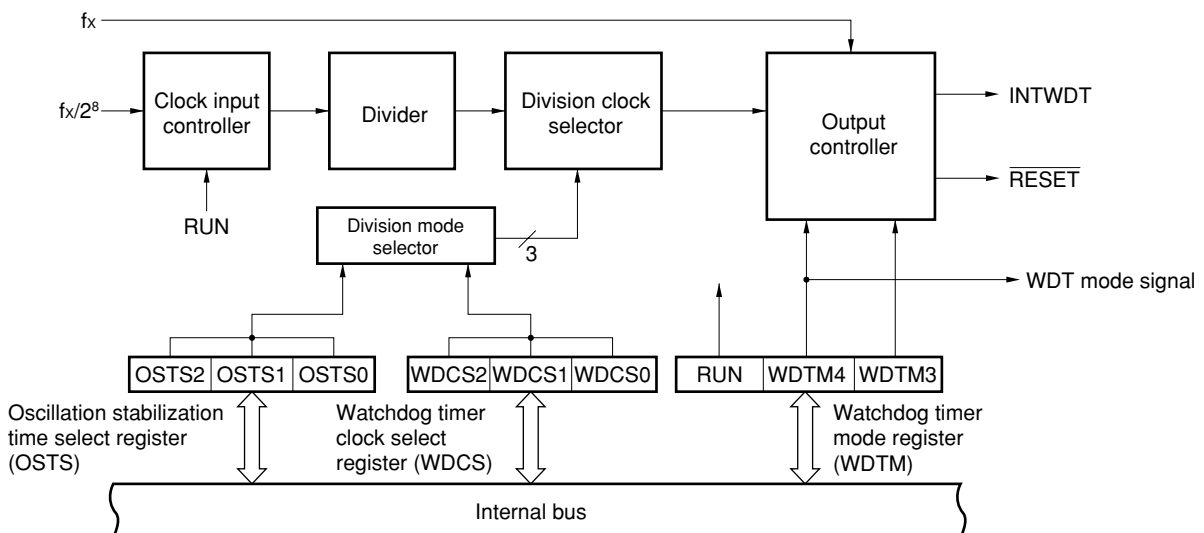 fx
fx/2⁸
Clock input
controller
Divider
Division clock
selector
Output
controller
INTWDT
RESET
RUN
Division mode
selector
3
WDT mode signal
OSTS2 OSTS1 OSTS0
WDCS2 WDCS1 WDCS0
RUN WDTM4 WDTM3
Oscillation stabilization
time select register
(OSTS)
Watchdog timer
clock select
register (WDCS)
Watchdog timer
mode register
(WDTM)
Internal bus